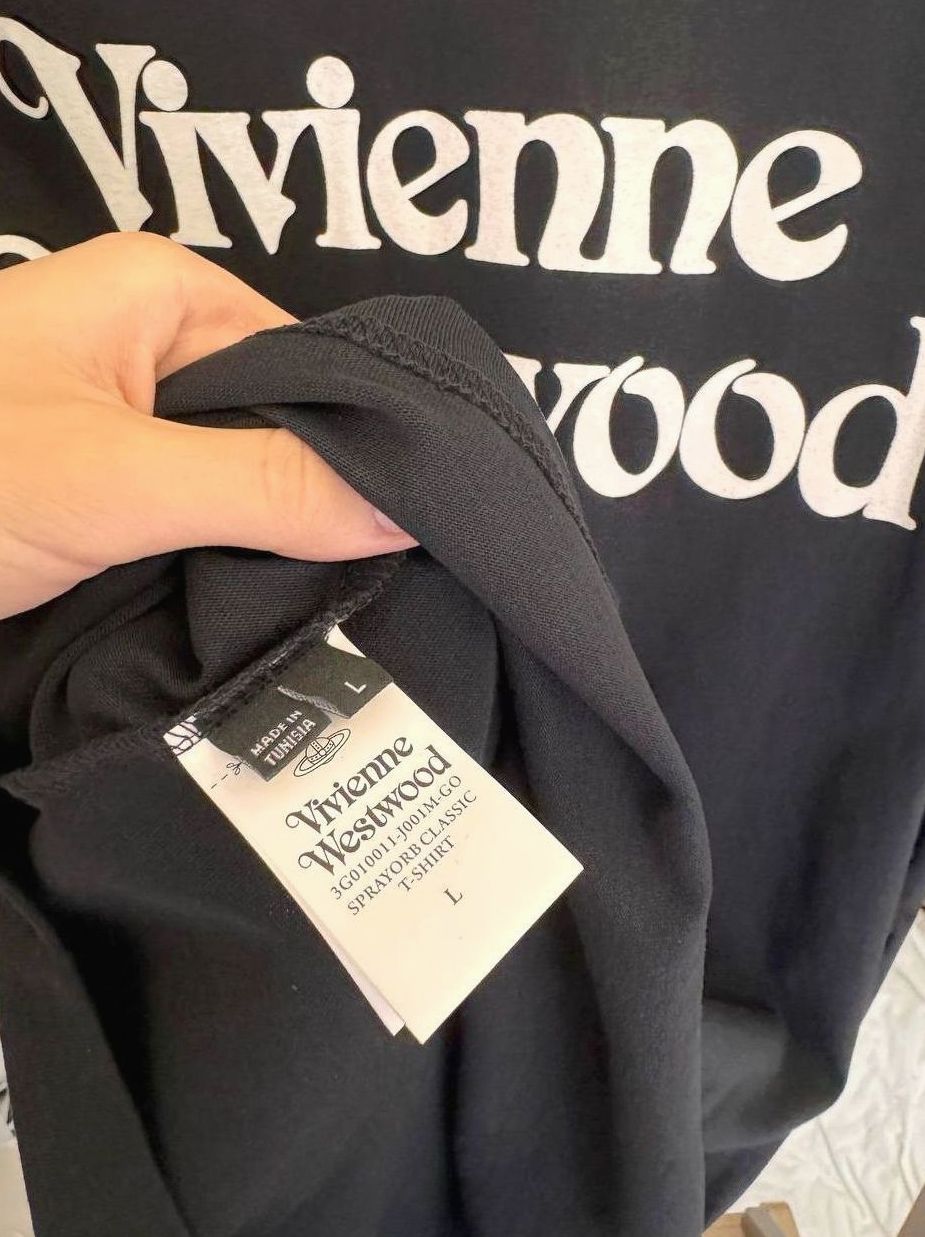 Vivienne
wood
L
MADE IN
TUNISIA
Vivienne
Westwood
3G010011-J001M-GO
SPRAYORB CLASSIC
T-SHIRT
L